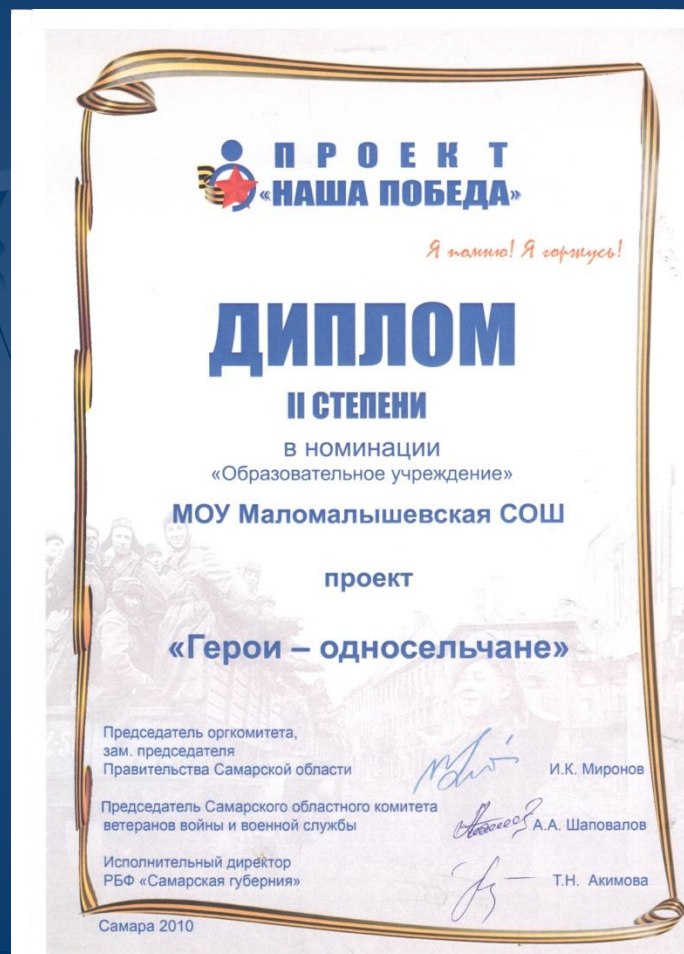 ПРОЕКТ
«НАША ПОБЕДА»
Я помню! Я горжусь!
ДИПЛОМ
II СТЕПЕНИ
в номинации
«Образовательное учреждение»
МОУ Маломалышевская СОШ
проект
«Герои – односельчане»
Председатель оргкомитета,
зам. председателя
Правительства Самарской области И.К. Миронов
Председатель Самарского областного комитета
ветеранов войны и военной службы А.А. Шаповалов
Исполнительный директор
РБФ «Самарская губерния» Т.Н. Акимова
Самара 2010